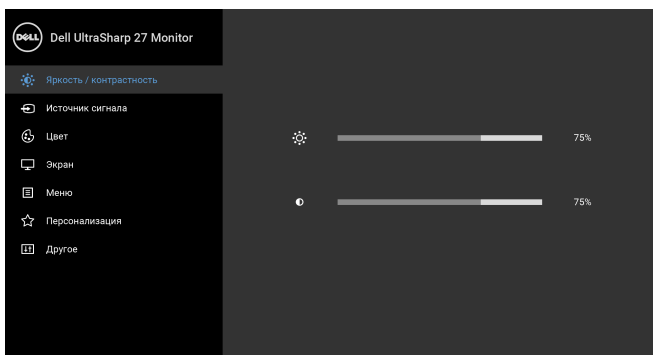 DELL Dell UltraSharp 27 Monitor
Яркость / контрастность
Источник сигнала
Цвет
75%
Экран
Меню
75%
Персонализация
Другое